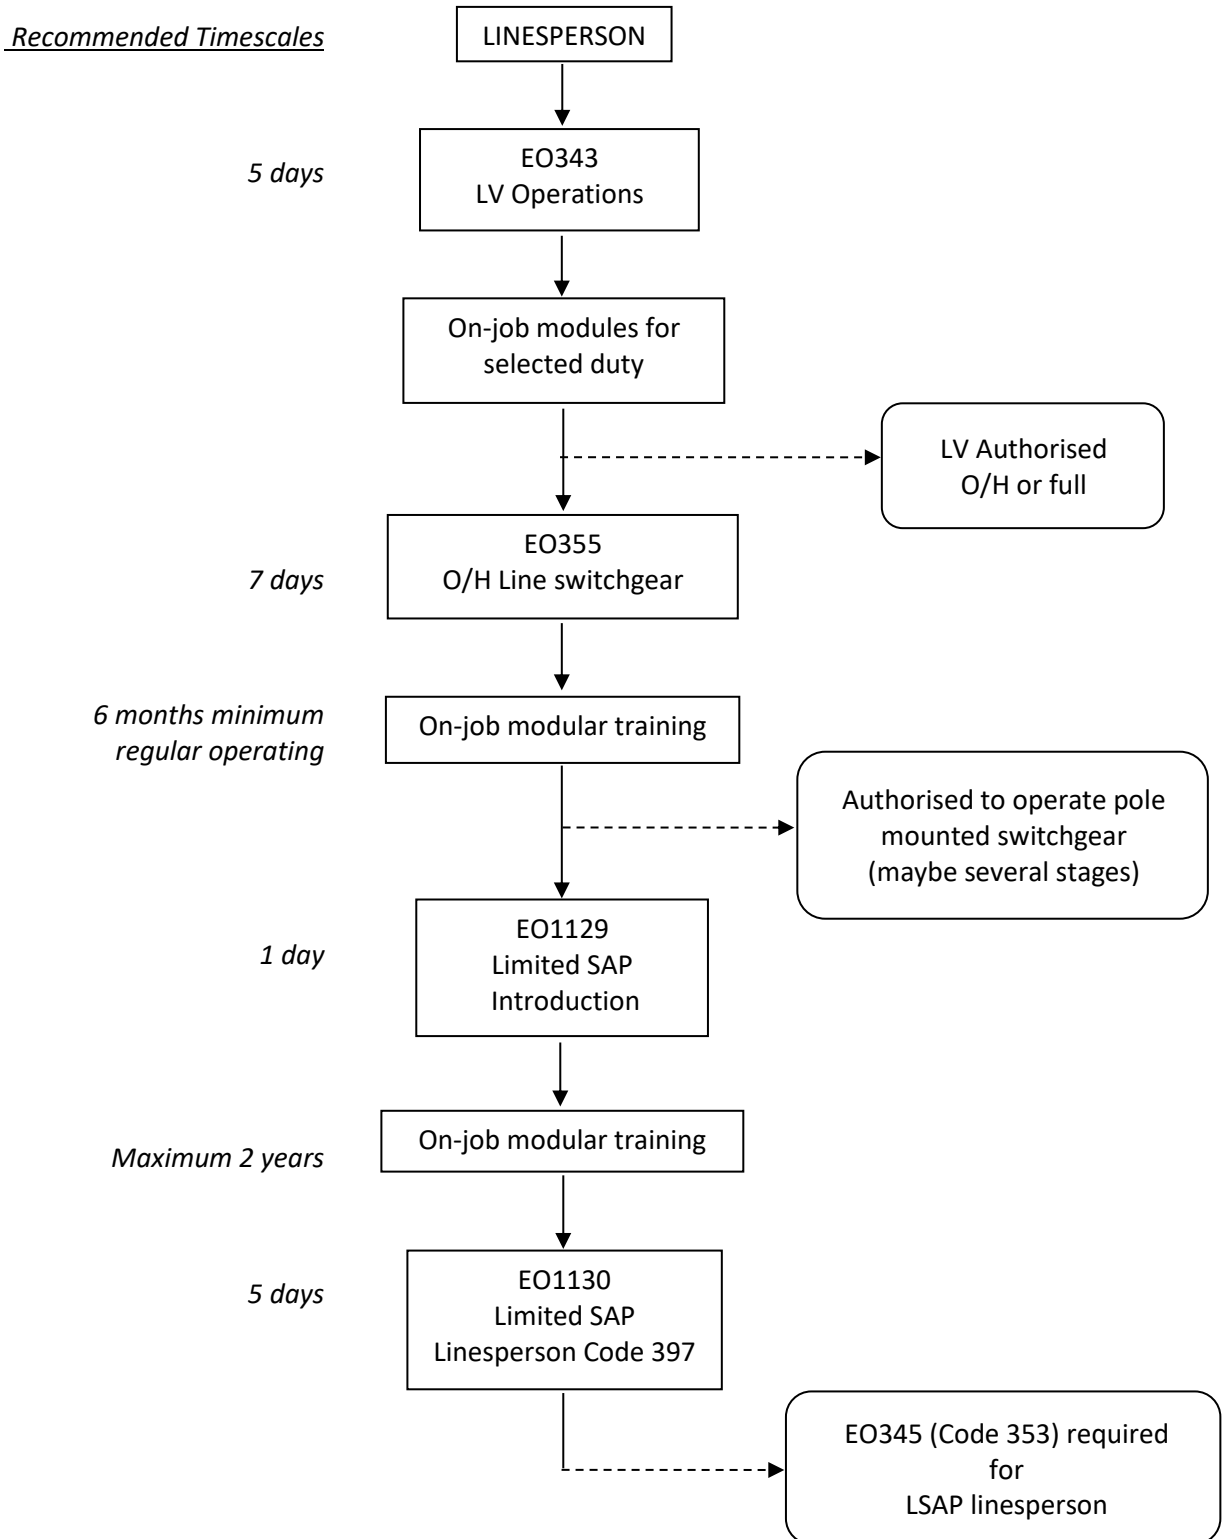 Recommended Timescales
LINESPERSON
5 days
EO343
LV Operations
On-job modules for
selected duty
LV Authorised
O/H or full
7 days
EO355
O/H Line switchgear
6 months minimum
regular operating
On-job modular training
Authorised to operate pole
mounted switchgear
(maybe several stages)
1 day
EO1129
Limited SAP
Introduction
Maximum 2 years
On-job modular training
5 days
EO1130
Limited SAP
Linesperson Code 397
EO345 (Code 353) required
for
LSAP linesperson